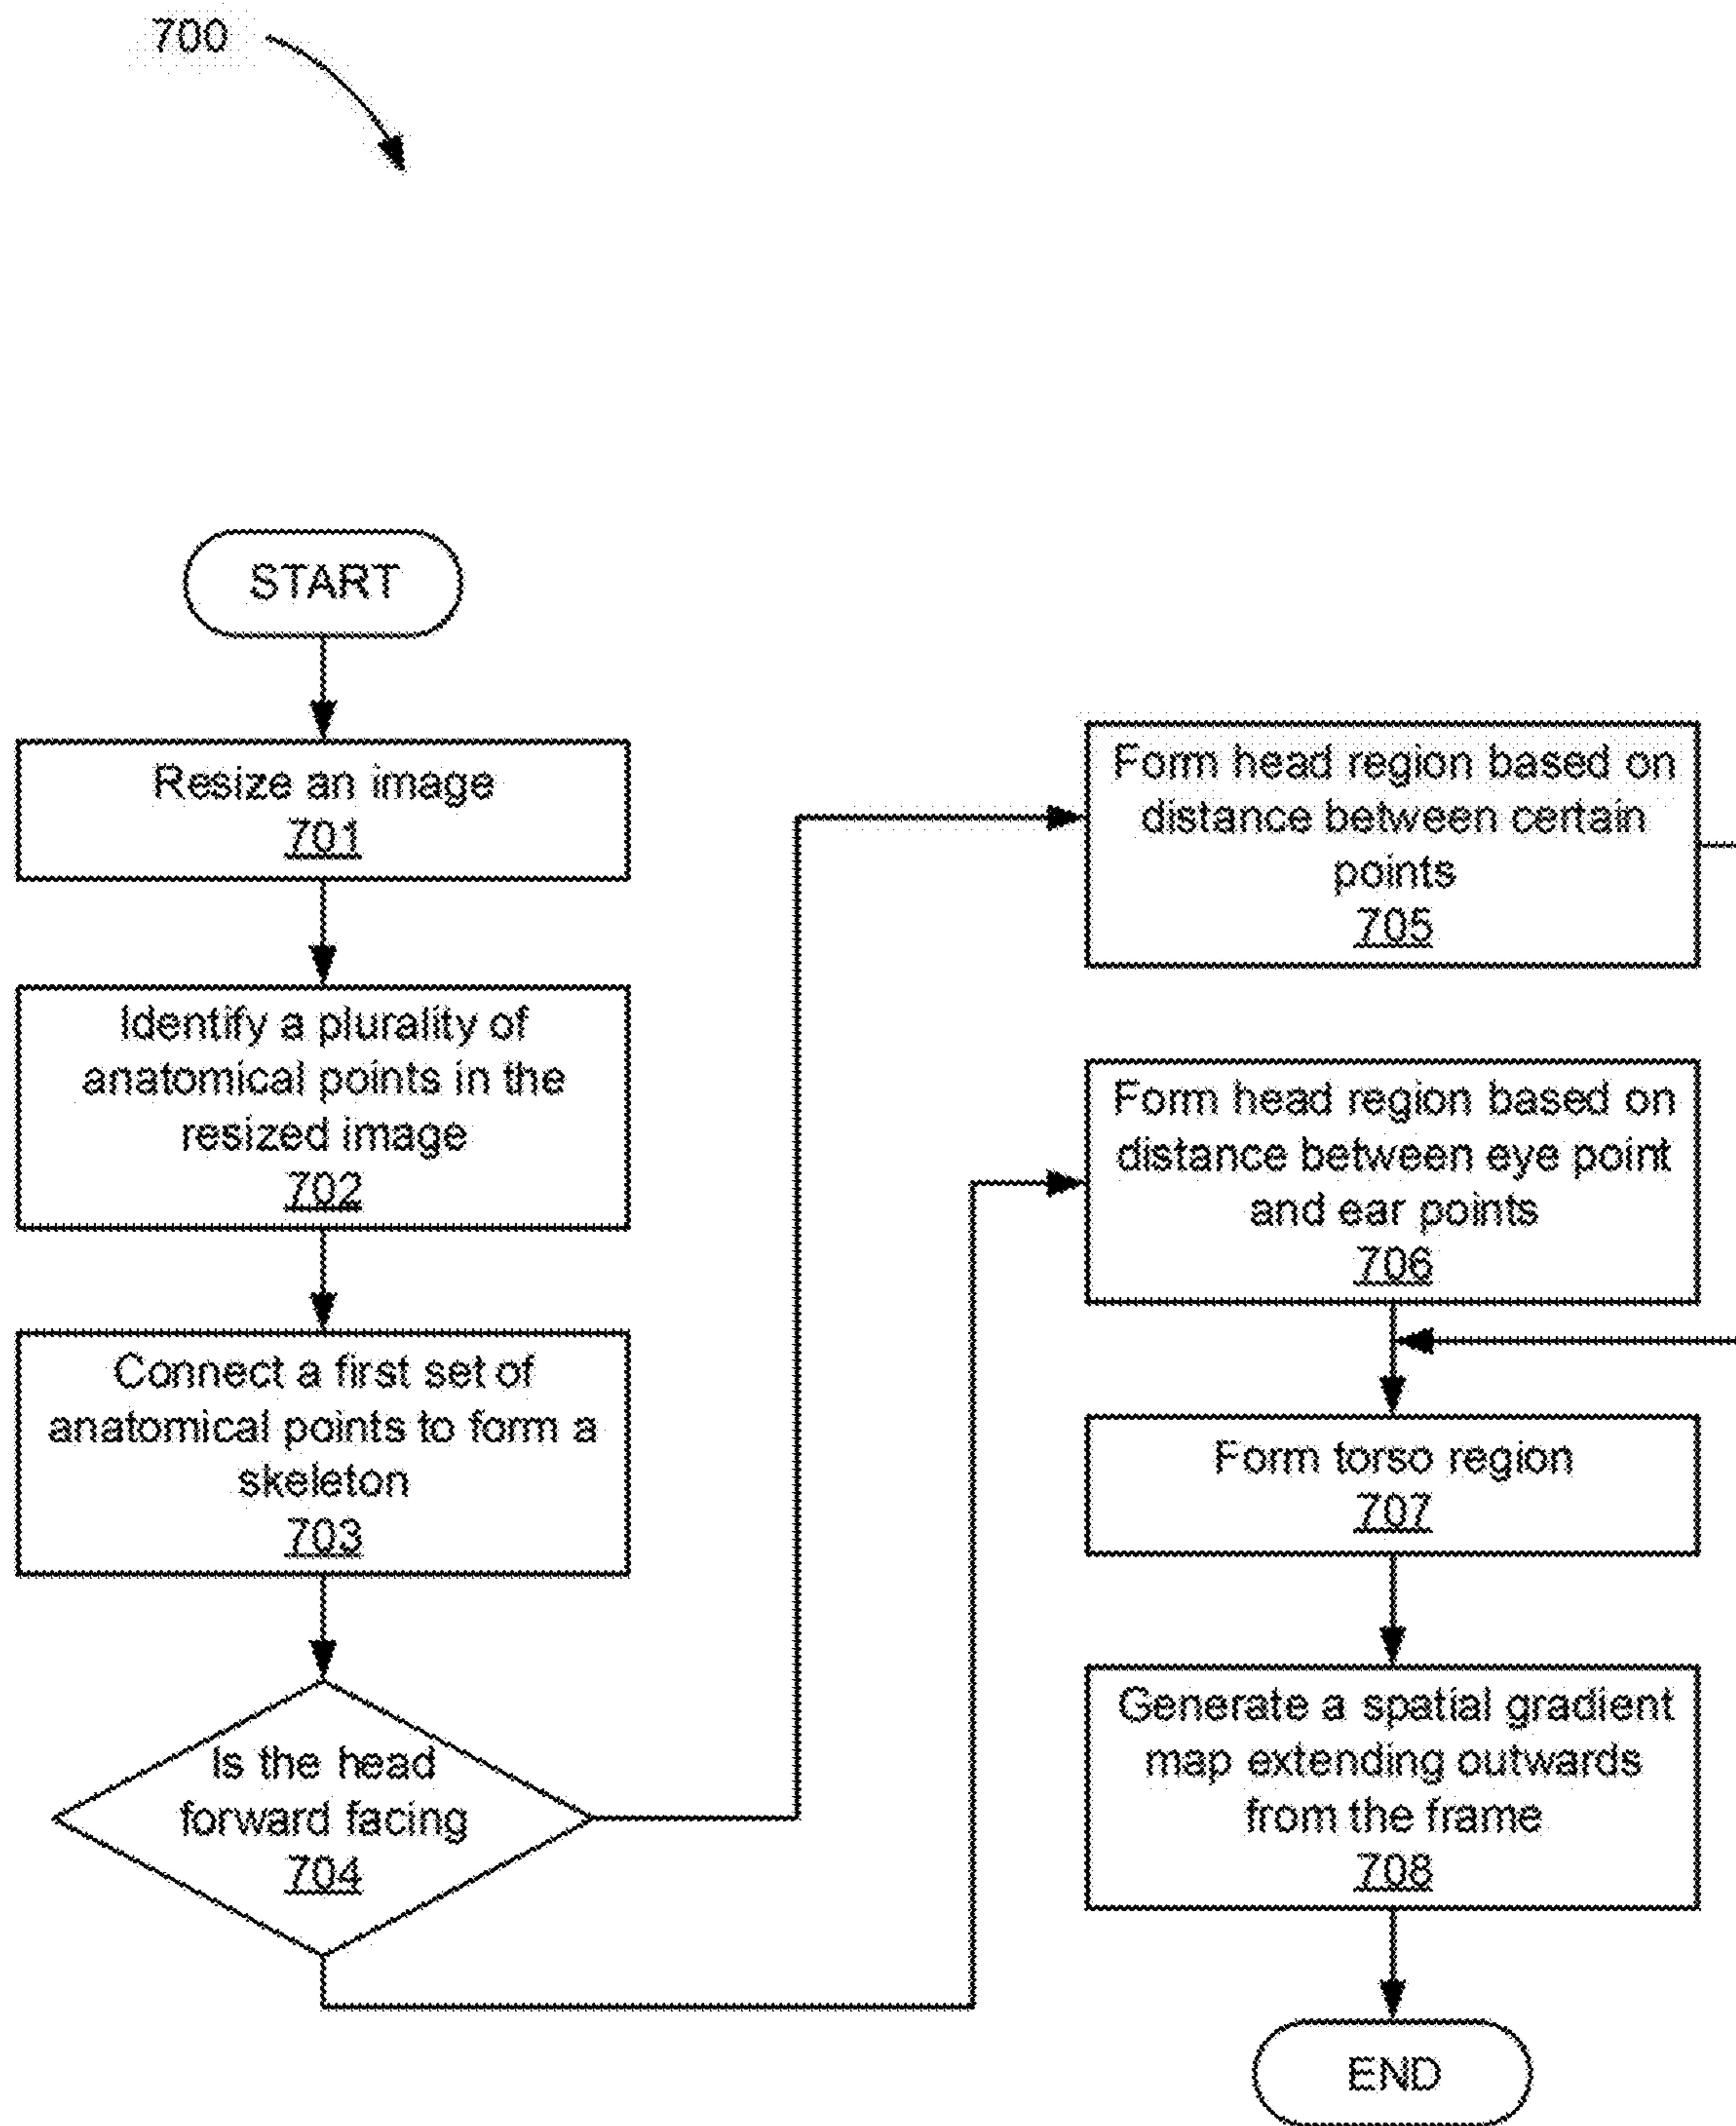 700
START
Resize an image
701
Identify a plurality of
anatomical points in the
resized image
702
Connect a first set of
anatomical points to form a
skeleton
703
Is the head
forward facing
704
Form head region based on
distance between certain
points
705
Form head region based on
distance between eye point
and ear points
706
Form torso region
707
Generate a spatial gradient
map extending outwards
from the frame
708
END